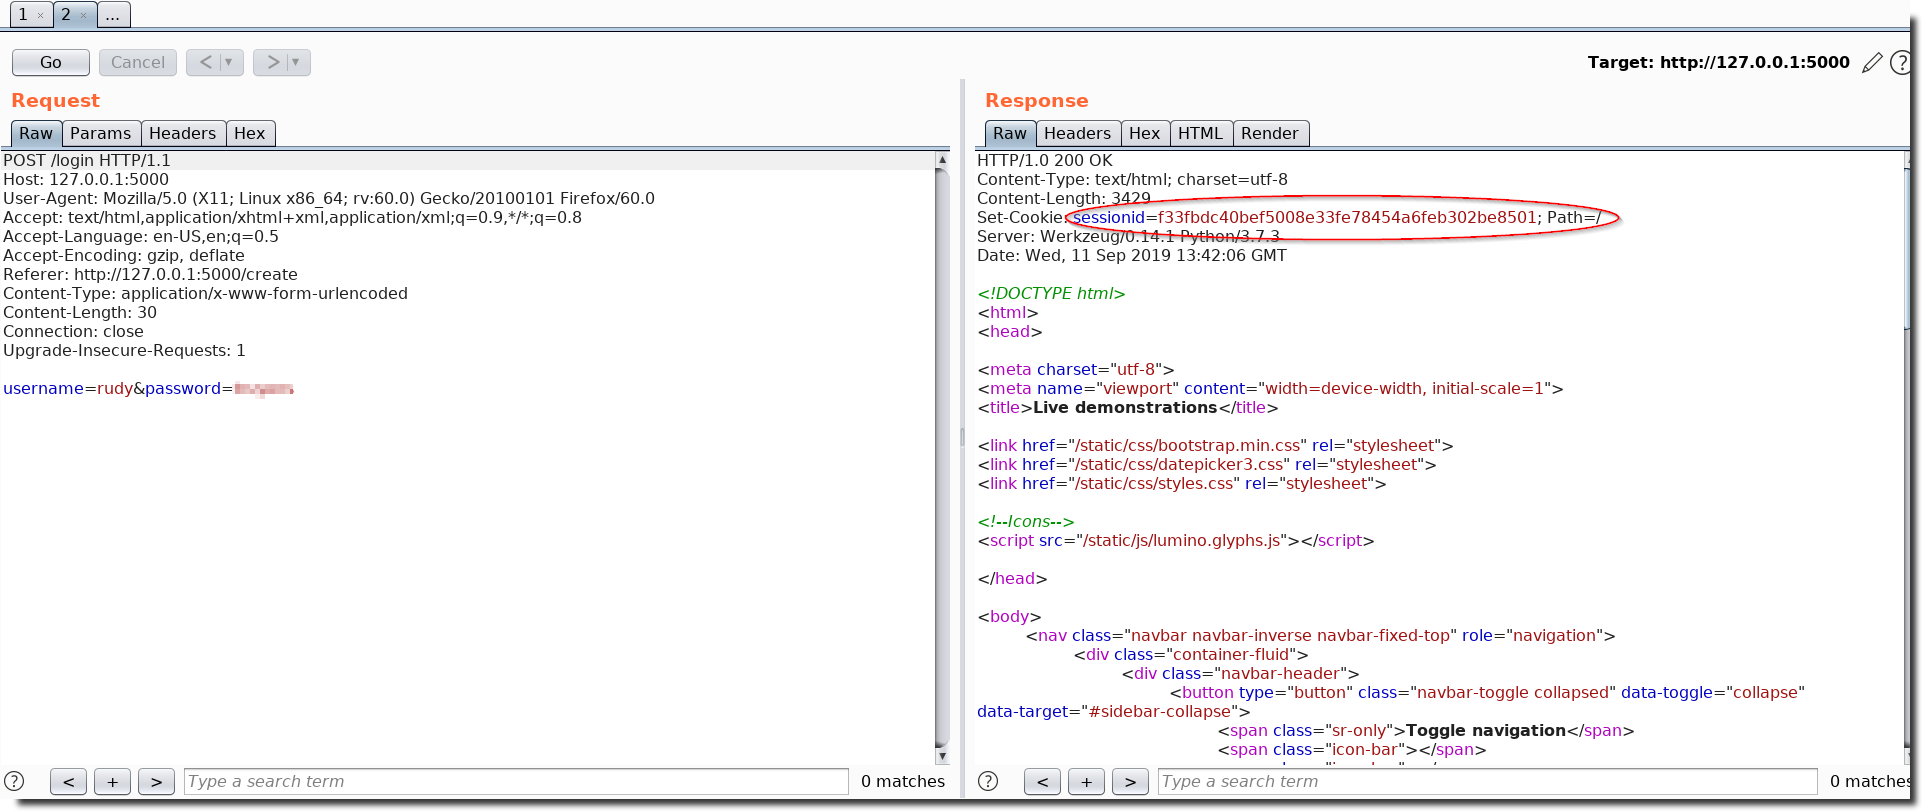 1 × 2 × ...
Go Cancel < ▼ > ▼ Target: http://127.0.0.1:5000 ?
Request
Raw Params Headers Hex
POST /login HTTP/1.1
Host: 127.0.0.1:5000
User-Agent: Mozilla/5.0 (X11; Linux x86_64; rv:60.0) Gecko/20100101 Firefox/60.0
Accept: text/html,application/xhtml+xml,application/xml;q=0.9,*/*;q=0.8
Accept-Language: en-US,en;q=0.5
Accept-Encoding: gzip, deflate
Referer: http://127.0.0.1:5000/create
Content-Type: application/x-www-form-urlencoded
Content-Length: 30
Connection: close
Upgrade-Insecure-Requests: 1
username=rudy&password=
? < + > Type a search term 0 matches
Response
Raw Headers Hex HTML Render
HTTP/1.0 200 OK
Content-Type: text/html; charset=utf-8
Content-Length: 3429
Set-Cookie: sessionid=f33fbdc40bef5008e33fe78454a6feb302be8501; Path=/
Server: Werkzeug/0.14.1 Python/3.7.3
Date: Wed, 11 Sep 2019 13:42:06 GMT
<!DOCTYPE html>
<html>
<head>
<meta charset="utf-8">
<meta name="viewport" content="width=device-width, initial-scale=1">
<title>Live demonstrations</title>
<link href="/static/css/bootstrap.min.css" rel="stylesheet">
<link href="/static/css/datepicker3.css" rel="stylesheet">
<link href="/static/css/styles.css" rel="stylesheet">
<!--Icons-->
<script src="/static/js/lumino.glyphs.js"></script>
</head>
<body>
<nav class="navbar navbar-inverse navbar-fixed-top" role="navigation">
<div class="container-fluid">
<div class="navbar-header">
<button type="button" class="navbar-toggle collapsed" data-toggle="collapse"
data-target="#sidebar-collapse">
<span class="sr-only">Toggle navigation</span>
<span class="icon-bar"></span>
? < + > Type a search term 0 matches